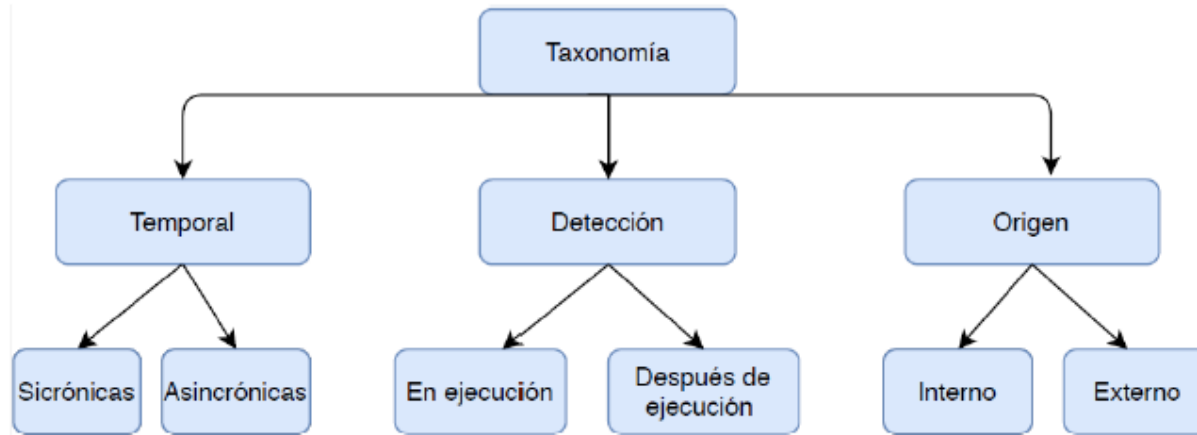 Taxonomía
Temporal
Detección
Origen
Sicrónicas
Asincrónicas
En ejecución
Después de
ejecución
Interno
Externo